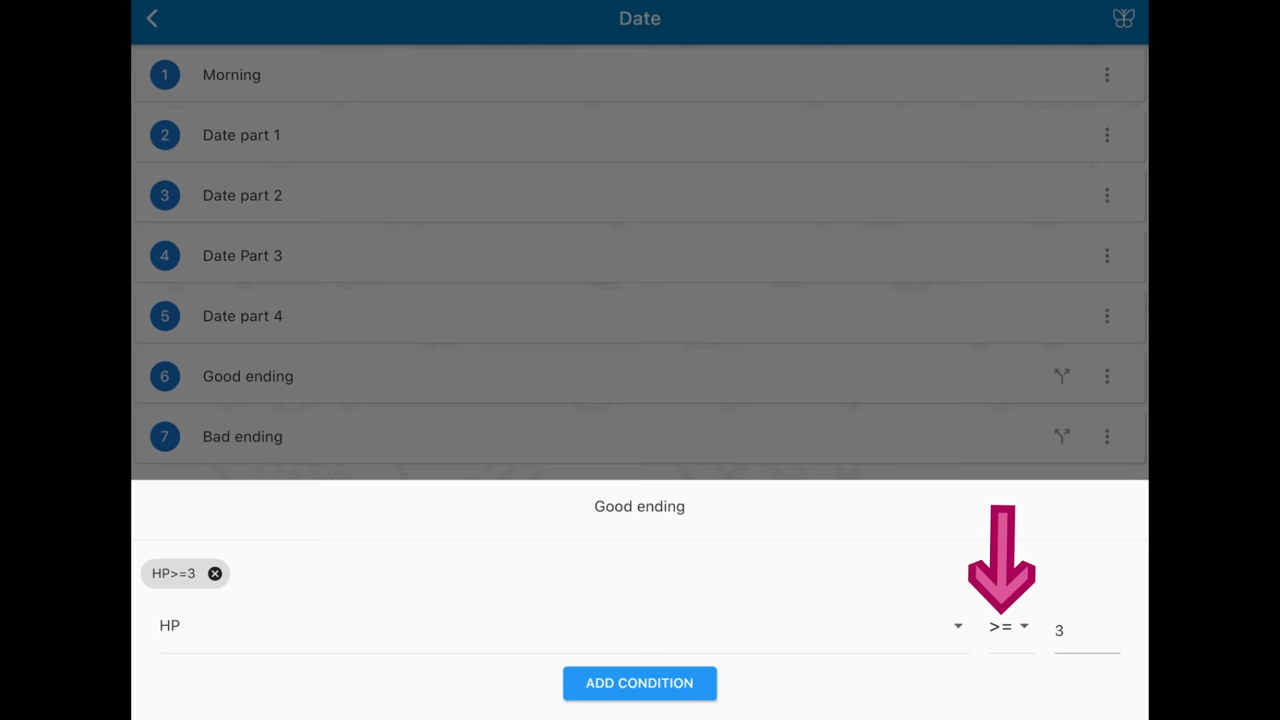 Date
1 Morning
2 Date part 1
3 Date part 2
4 Date Part 3
5 Date part 4
6 Good ending
7 Bad ending
Good ending
HP>=3
HP >= 3
ADD CONDITION